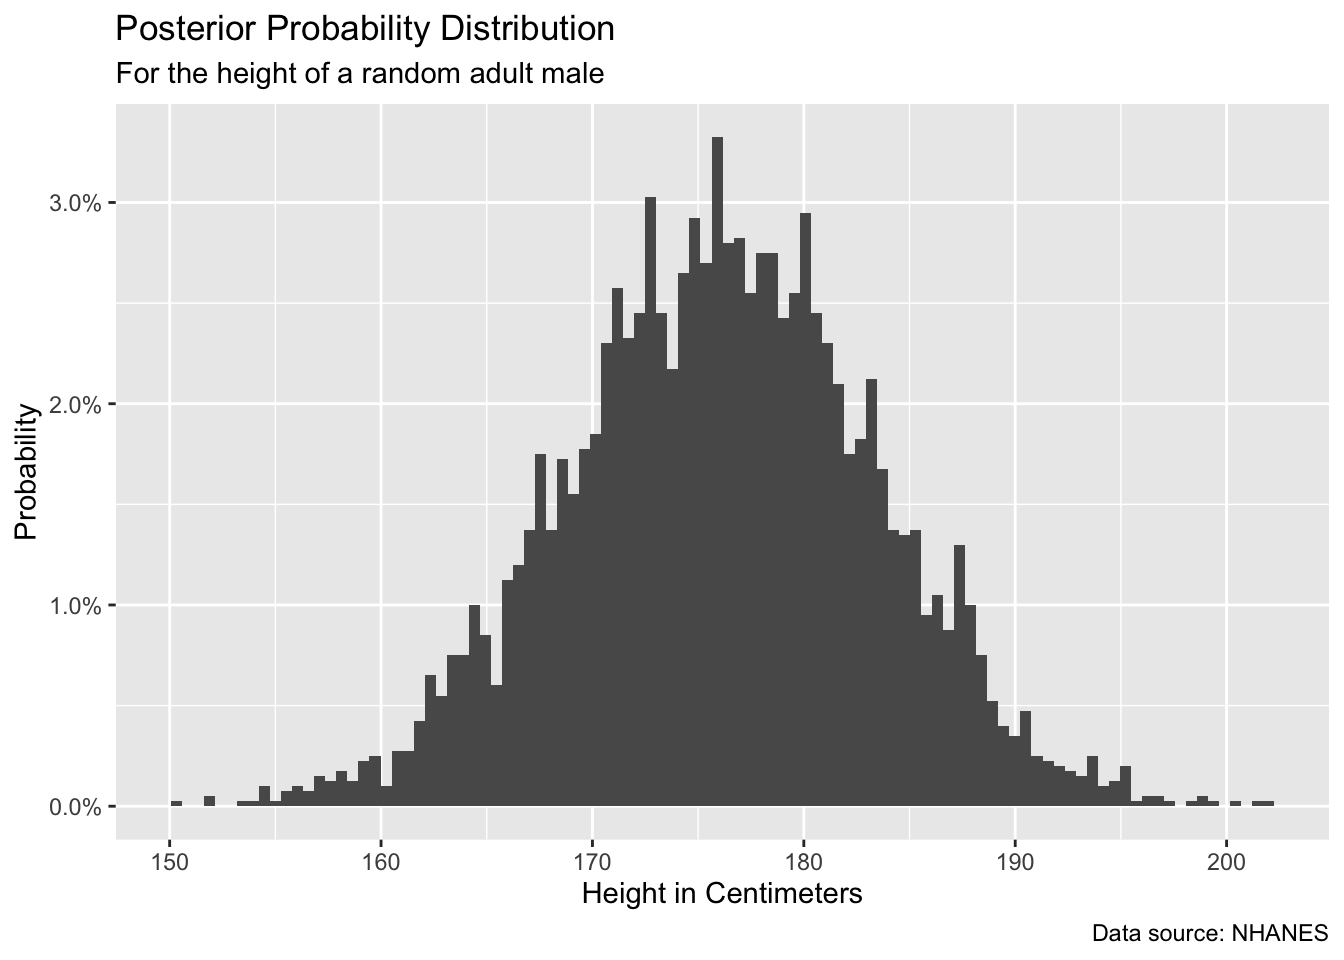 Posterior Probability Distribution
For the height of a random adult male
3.0%
2.0%
1.0%
0.0%
Probability
150 160 170 180 190 200
Height in Centimeters
Data source: NHANES